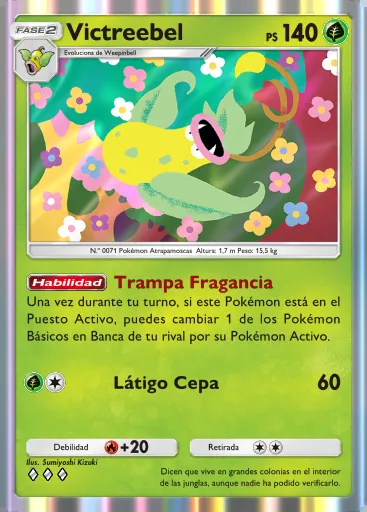 FASE 2 Victreebel PS 140
Evoluciona de Weepinbell
N.º 0071 Pokémon Atrapamoscas Altura: 1,7 m Peso: 15,5 kg
Habilidad Trampa Fragancia
Una vez durante tu turno, si este Pokémon está en el
Puesto Activo, puedes cambiar 1 de los Pokémon
Básicos en Banca de tu rival por su Pokémon Activo.
Látigo Cepa 60
Debilidad +20 Retirada
Ilus. Sumiyoshi Kizuki
Dicen que vive en grandes colonias en el interior
de las junglas, aunque nadie ha podido verificarlo.